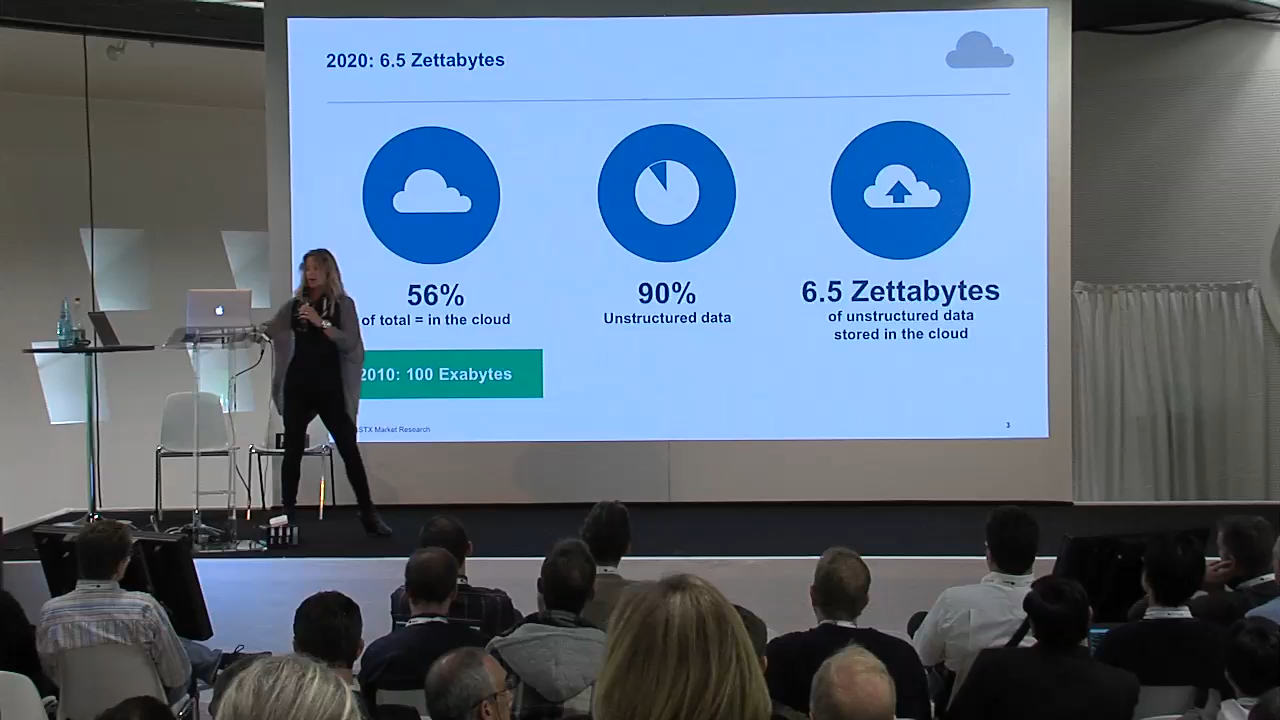 2020: 6.5 Zettabytes
56%
of total = in the cloud
90%
Unstructured data
6.5 Zettabytes
of unstructured data
stored in the cloud
2010: 100 Exabytes
Market Research
3